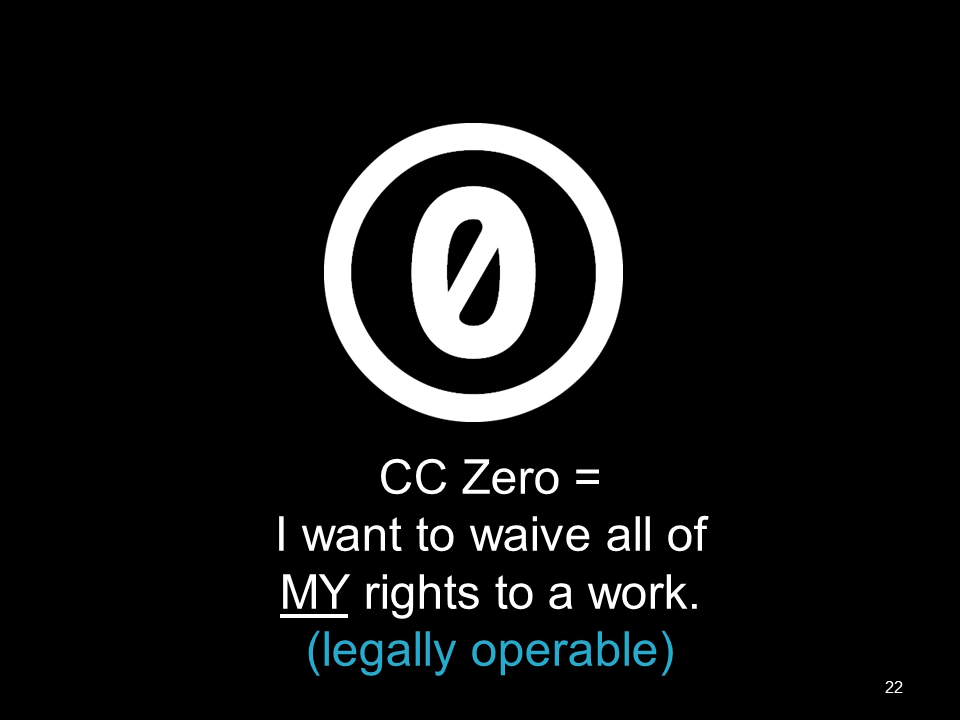 0
CC Zero =
I want to waive all of
MY rights to a work.
(legally operable)
22